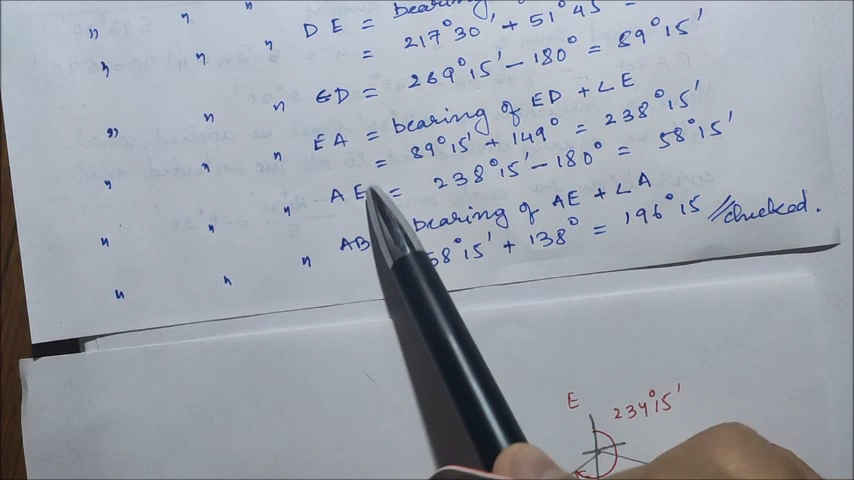 " " " DE = bearing
" " " = 217°30' + 51°45' =
" " " ED = 269°15' - 180° = 89°15'
" " " EA = bearing of ED + ∠E
= 89°15' + 149° = 238°15'
" " " AE = 238°15' - 180° = 58°15'
" " " AB bearing of AE + ∠A
58°15' + 138° = 196°15 // checked.
E 234°15'